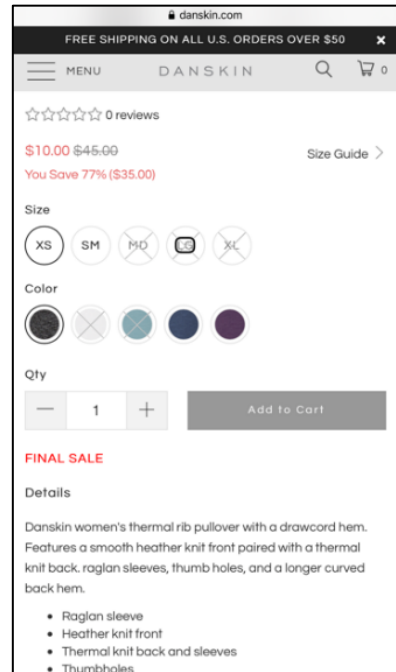 danskin.com
FREE SHIPPING ON ALL U.S. ORDERS OVER $50 ×
MENU DANSKIN 0
0 reviews
$10.00 $45.00 Size Guide >
You Save 77% ($35.00)
Size
XS SM MD LG XL
Color
Qty
— 1 + Add to Cart
FINAL SALE
Details
Danskin women's thermal rib pullover with a drawcord hem.
Features a smooth heather knit front paired with a thermal
knit back. raglan sleeves, thumb holes, and a longer curved
back hem.
• Raglan sleeve
• Heather knit front
• Thermal knit back and sleeves
• Thumbholes